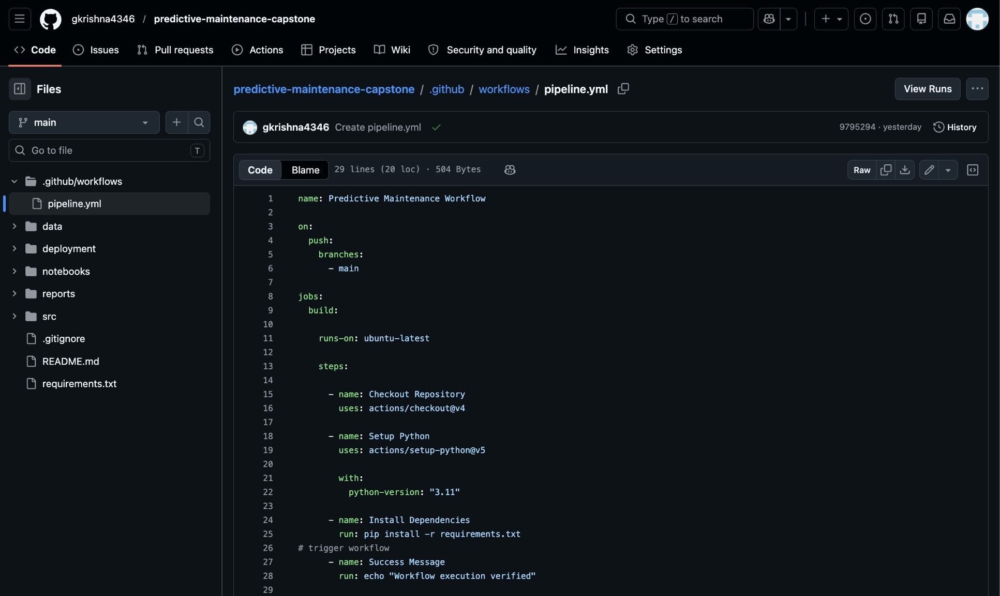 gkrishna4346 / predictive-maintenance-capstone
Type / to search
Code Issues Pull requests Actions Projects Wiki Security and quality Insights Settings
Files
main
Go to file T
.github/workflows
pipeline.yml
data
deployment
notebooks
reports
src
.gitignore
README.md
requirements.txt
predictive-maintenance-capstone / .github / workflows / pipeline.yml
View Runs
gkrishna4346 Create pipeline.yml
9795294 · yesterday History
Code Blame 29 lines (20 loc) · 504 Bytes
Raw
1 name: Predictive Maintenance Workflow
2
3 on:
4 push:
5 branches:
6 - main
7
8 jobs:
9 build:
10
11 runs-on: ubuntu-latest
12
13 steps:
14
15 - name: Checkout Repository
16 uses: actions/checkout@v4
17
18 - name: Setup Python
19 uses: actions/setup-python@v5
20
21 with:
22 python-version: "3.11"
23
24 - name: Install Dependencies
25 run: pip install -r requirements.txt
26 # trigger workflow
27 - name: Success Message
28 run: echo "Workflow execution verified"
29